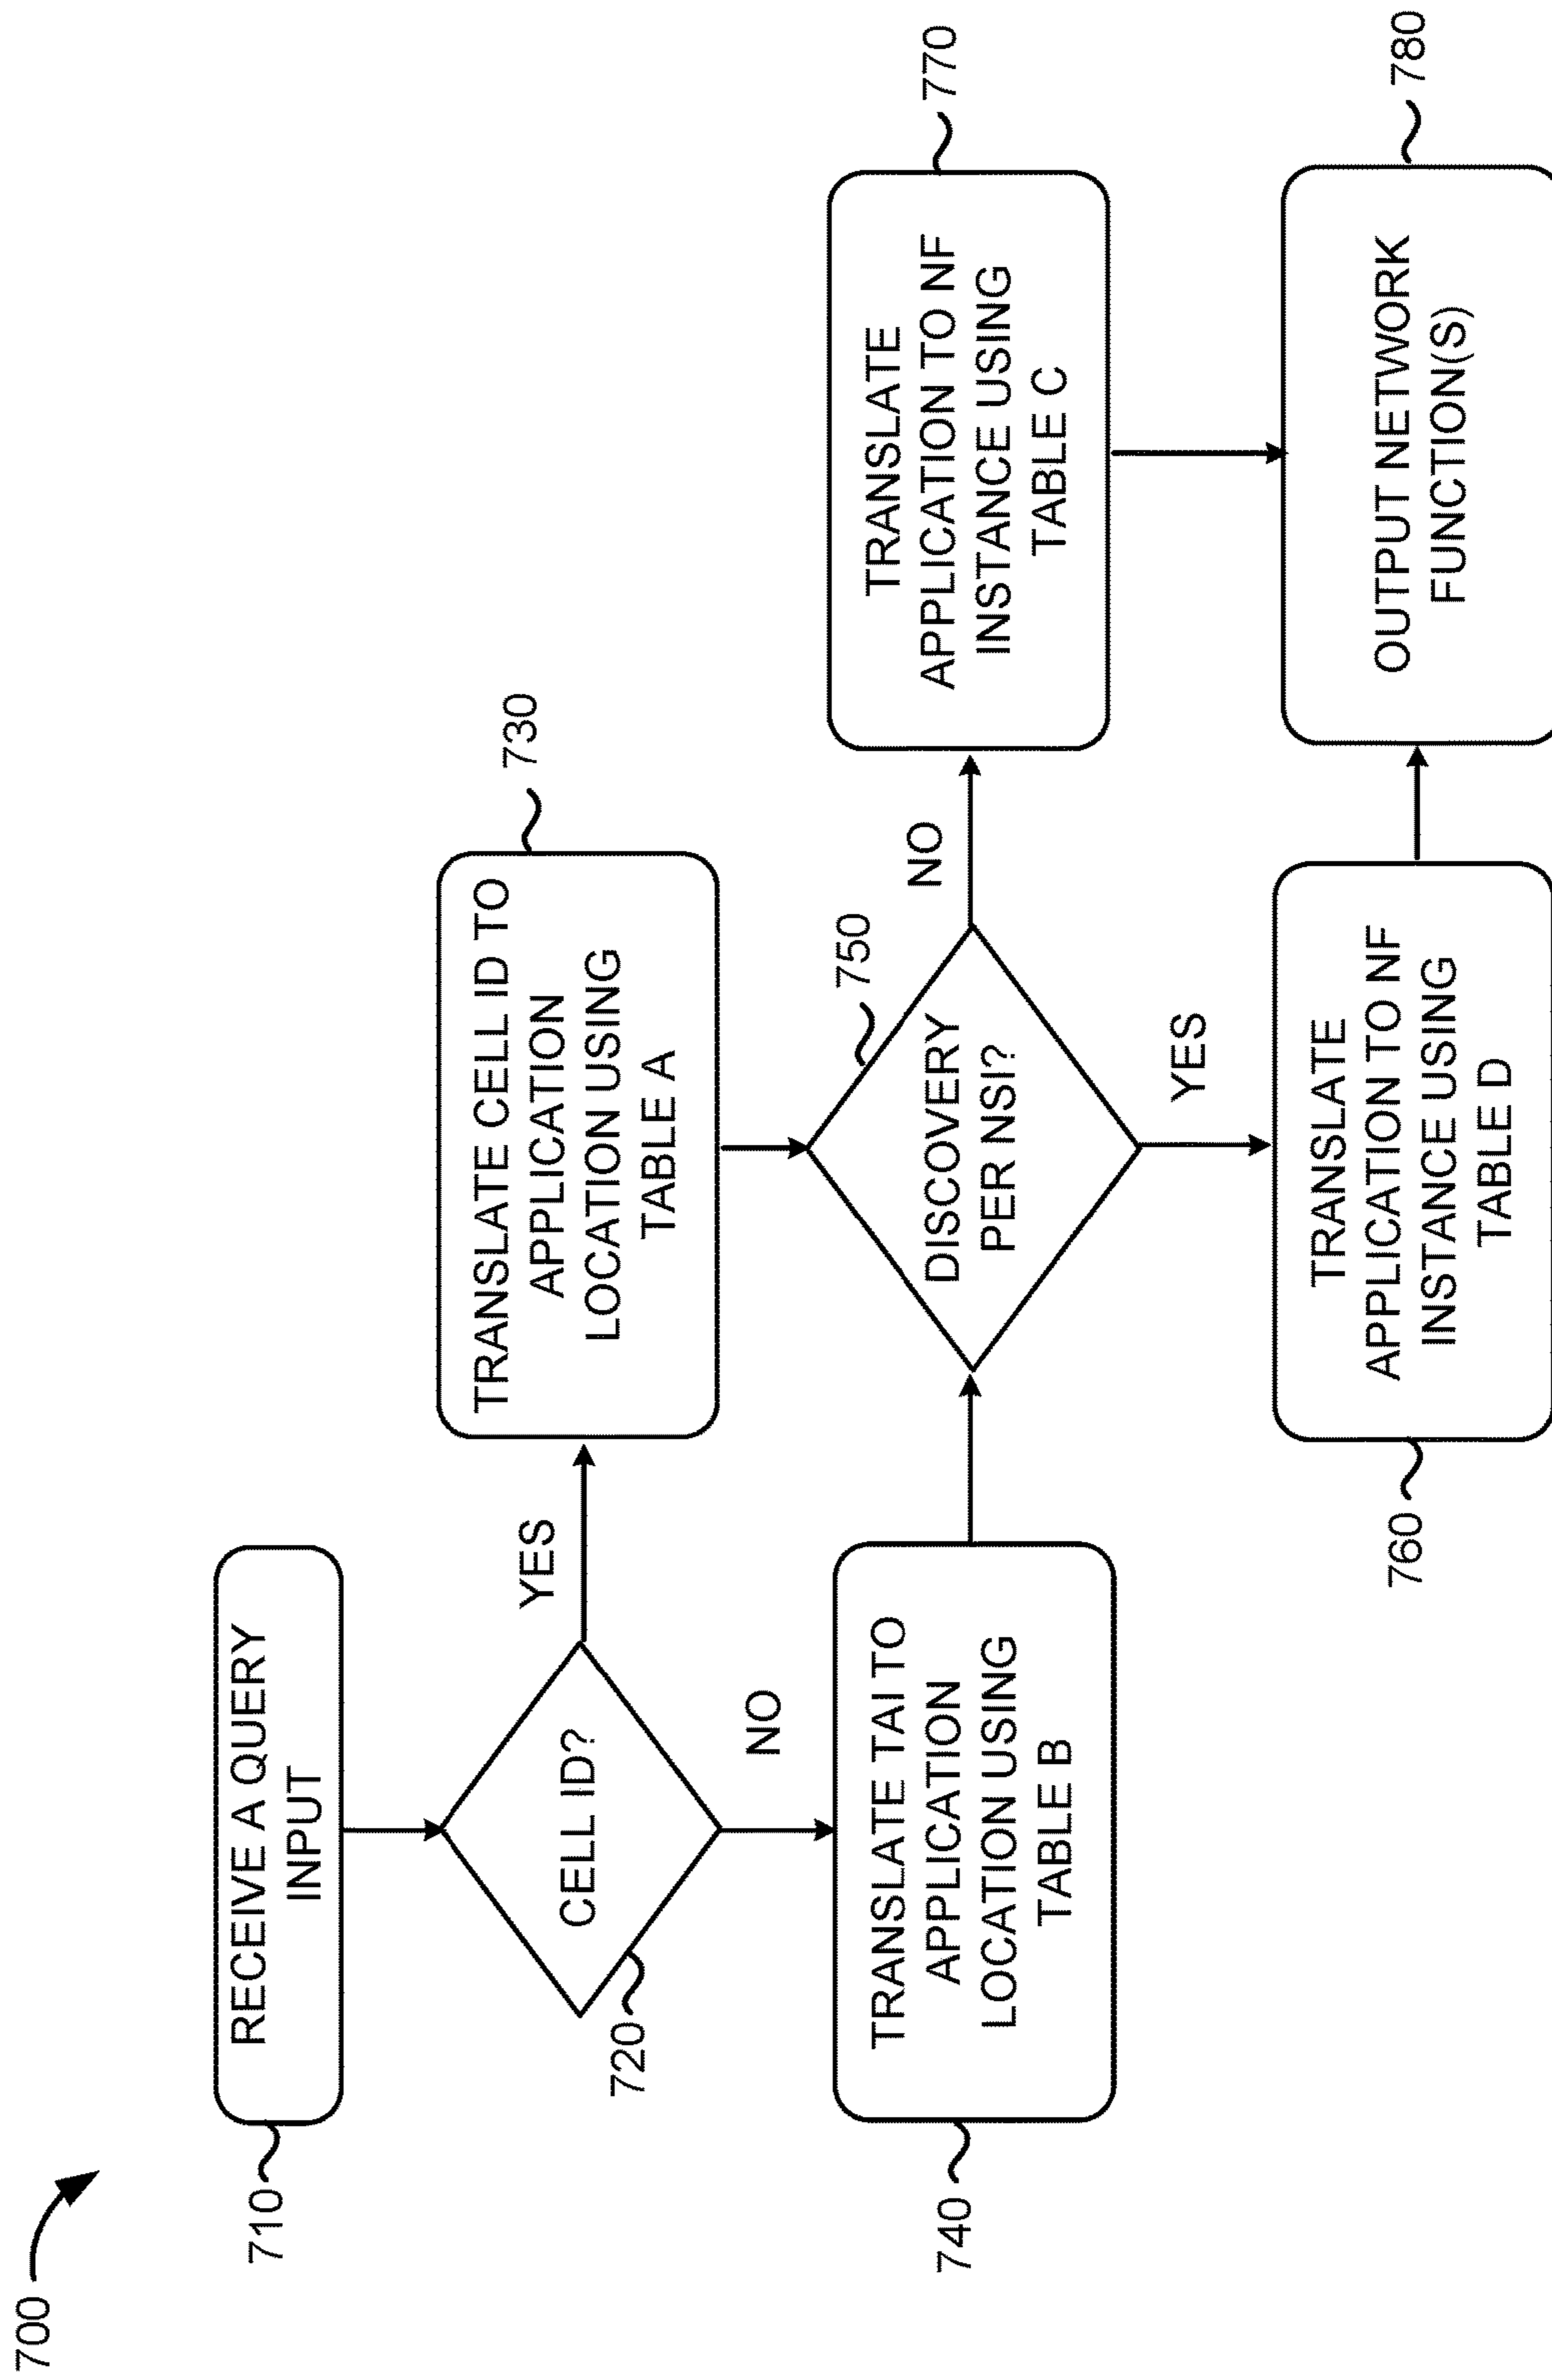 700
710
RECEIVE A QUERY
INPUT
CELL ID?
720
YES
NO
TRANSLATE CELL ID TO
APPLICATION
LOCATION USING
TABLE A
730
740
TRANSLATE TAI TO
APPLICATION
LOCATION USING
TABLE B
DISCOVERY
PER NSI?
750
NO
YES
TRANSLATE
APPLICATION TO NF
INSTANCE USING
TABLE C
770
760
TRANSLATE
APPLICATION TO NF
INSTANCE USING
TABLE D
OUTPUT NETWORK
FUNCTION(S)
780